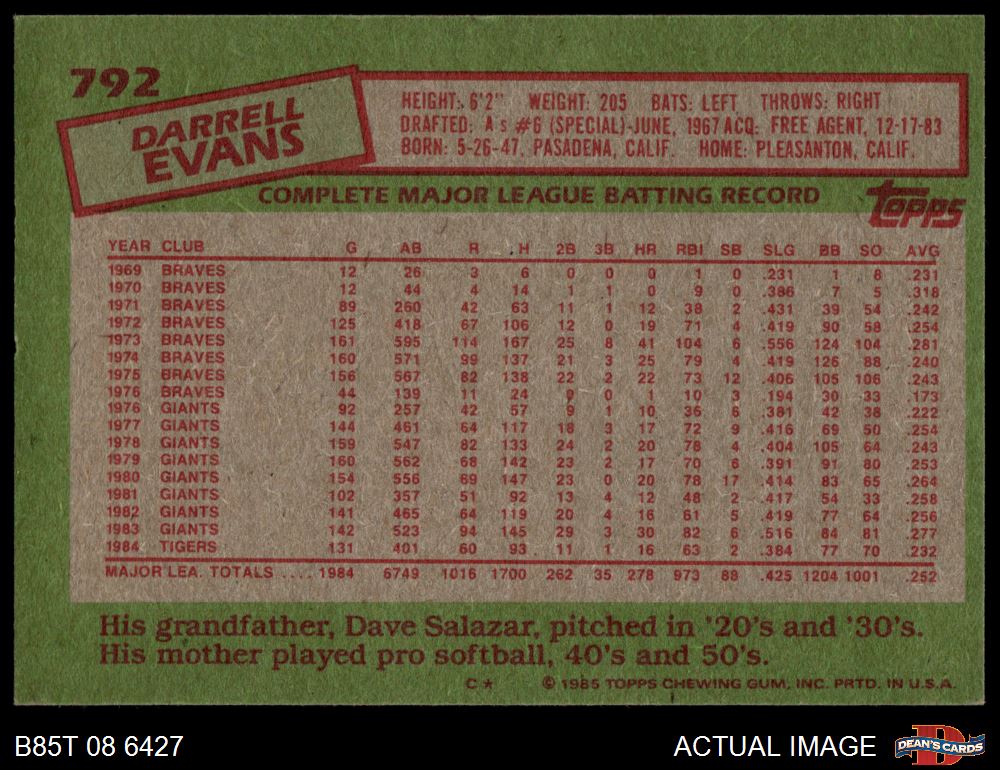 792
DARRELL
EVANS
HEIGHT: 6'2" WEIGHT: 205 BATS: LEFT THROWS: RIGHT
DRAFTED: A s #6 (SPECIAL)-JUNE, 1967 ACQ: FREE AGENT, 12-17-83
BORN: 5-26-47, PASADENA, CALIF. HOME: PLEASANTON, CALIF.
COMPLETE MAJOR LEAGUE BATTING RECORD
topps
YEAR CLUB G AB R H 2B 3B HR RBI SB SLG BB SO AVG
1969 BRAVES 12 26 3 6 0 0 0 1 0 .231 1 8 .231
1970 BRAVES 12 44 4 14 1 1 0 9 0 .386 7 5 .318
1971 BRAVES 89 260 42 63 11 1 12 38 2 .431 39 54 .242
1972 BRAVES 125 418 67 106 12 0 19 71 4 .419 90 58 .254
1973 BRAVES 161 595 114 167 25 8 41 104 6 .556 124 104 .281
1974 BRAVES 160 571 99 137 21 3 25 79 4 .419 126 88 .240
1975 BRAVES 156 567 82 138 22 2 22 73 12 .406 105 106 .243
1976 BRAVES 44 139 11 24 0 0 1 10 3 .194 30 33 .173
1976 GIANTS 92 257 42 57 9 1 10 36 6 .381 42 38 .222
1977 GIANTS 144 461 64 117 18 3 17 72 9 .416 69 50 .254
1978 GIANTS 159 547 82 133 24 2 20 78 4 .404 105 64 .243
1979 GIANTS 160 562 68 142 23 2 17 70 6 .391 91 80 .253
1980 GIANTS 154 556 69 147 23 0 20 78 17 .414 83 65 .264
1981 GIANTS 102 357 51 92 13 4 12 48 2 .417 54 33 .258
1982 GIANTS 141 465 64 119 20 4 16 61 5 .419 77 64 .256
1983 GIANTS 142 523 94 145 29 3 30 82 6 .516 84 81 .277
1984 TIGERS 131 401 60 93 11 1 16 63 2 .384 77 70 .232
MAJOR LEA. TOTALS .... 1984 6749 1016 1700 262 35 278 973 88 .425 1204 1001 .252
His grandfather, Dave Salazar, pitched in '20's and '30's.
His mother played pro softball, 40's and 50's.
C★ © 1985 TOPPS CHEWING GUM, INC. PRTD. IN U.S.A.
B85T 08 6427 ACTUAL IMAGE DEAN'S CARDS